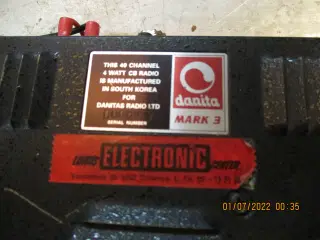 THIS 40 CHANNEL
4 WATT CB RADIO
IS MANUFACTURED
IN SOUTH KOREA
FOR
DANITAS RADIO LTD
SERIAL NUMBER
danita
MARK 3
ELECTRONIC
CENTER
01/07/2022 00:35